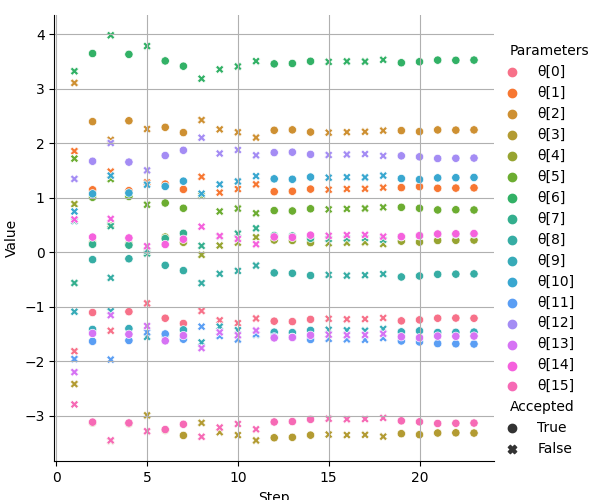 4
3
2
1
0
−1
−2
−3
0
5
10
15
20
Value
Step
Parameters
θ[0]
θ[1]
θ[2]
θ[3]
θ[4]
θ[5]
θ[6]
θ[7]
θ[8]
θ[9]
θ[10]
θ[11]
θ[12]
θ[13]
θ[14]
θ[15]
Accepted
True
False